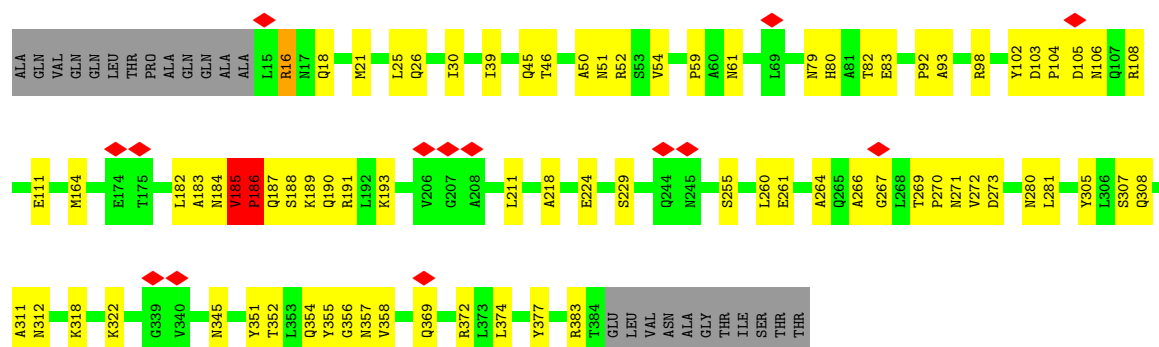 ALA GLN VAL GLN GLN LEU THR PRO ALA GLN GLN ALA ALA L15 R16 N17 Q18 M21 L25 Q26 I30 I39 Q45 T46 A50 N51 R52 S53 V54 P59 A60 N61 L69 N79 H80 A81 T82 E83 P92 A93 R98 Y102 D103 P104 D105 N106 Q107 R108
E111 M164 E174 T175 L182 A183 N184 V185 P186 Q187 S188 K189 Q190 R191 L192 K193 V206 G207 A208 L211 A218 E224 S229 Q244 N245 S255 L260 E261 A264 Q265 A266 G267 L268 T269 P270 N271 V272 D273 N280 L281 Y305 L306 S307 Q308
A311 N312 K318 K322 G339 V340 N345 Y351 T352 L353 Q354 Y355 G356 N357 V358 Q369 R372 L373 L374 Y377 R383 T384 GLU LEU VAL ASN ALA GLY THR ILE SER THR THR